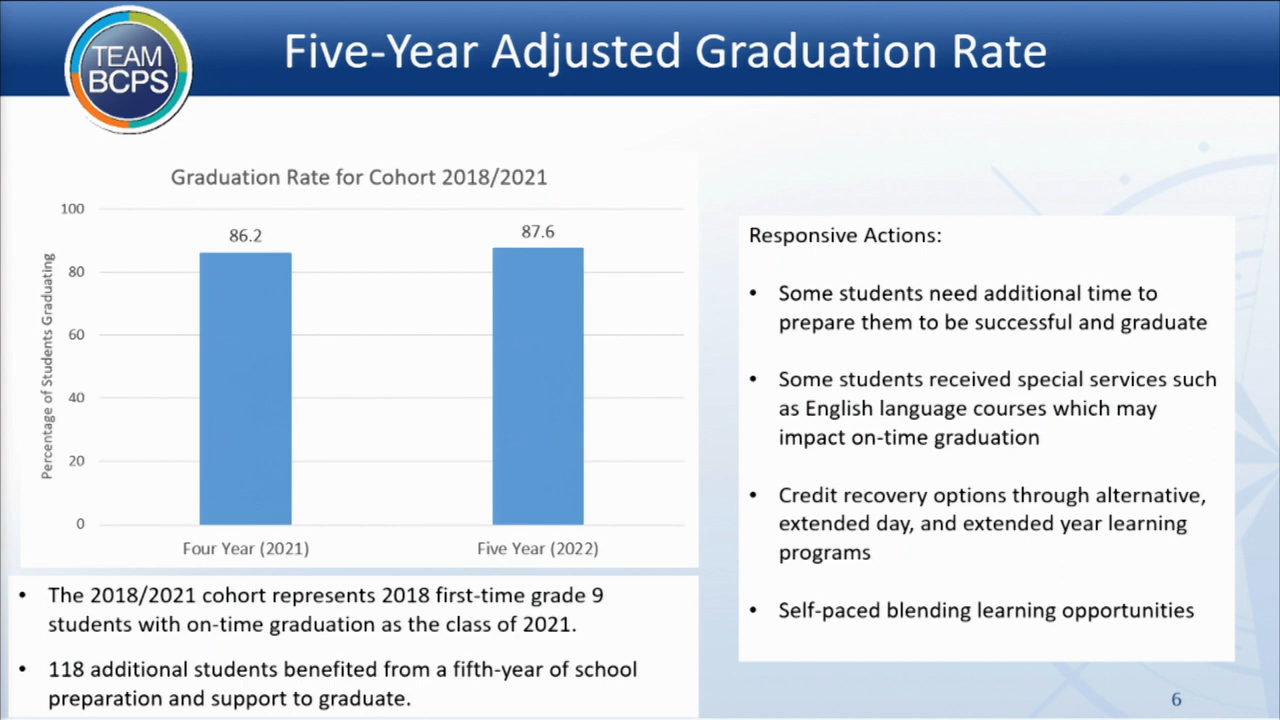 TEAM
BCPS
Five-Year Adjusted Graduation Rate
Graduation Rate for Cohort 2018/2021
Percentage of Students Graduating
100
80
60
40
20
0
86.2
87.6
Four Year (2021)
Five Year (2022)
• The 2018/2021 cohort represents 2018 first-time grade 9
students with on-time graduation as the class of 2021.
• 118 additional students benefited from a fifth-year of school
preparation and support to graduate.
Responsive Actions:
• Some students need additional time to
prepare them to be successful and graduate
• Some students received special services such
as English language courses which may
impact on-time graduation
• Credit recovery options through alternative,
extended day, and extended year learning
programs
• Self-paced blending learning opportunities
6